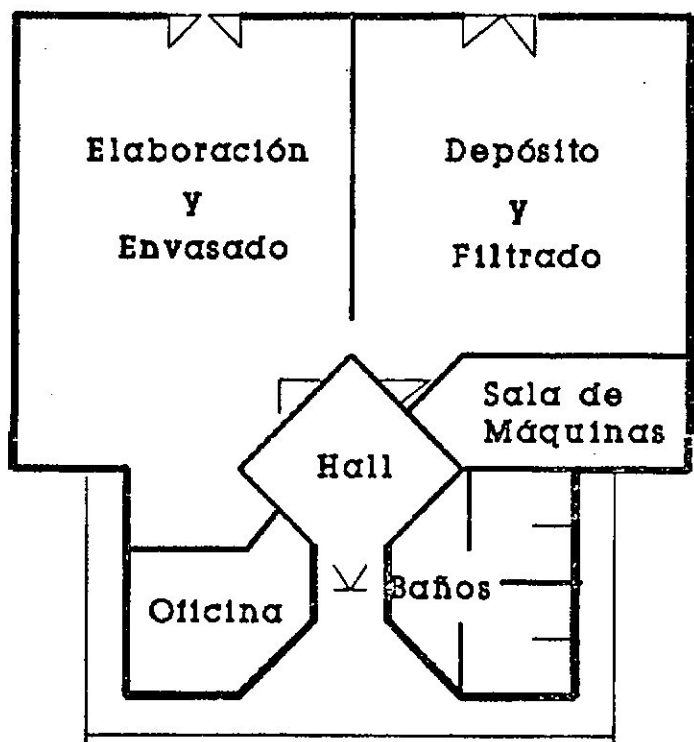 Elaboración
y
Envasado
Depósito
y
Filtrado
Sala de
Máquinas
Hall
Baños
Oficina